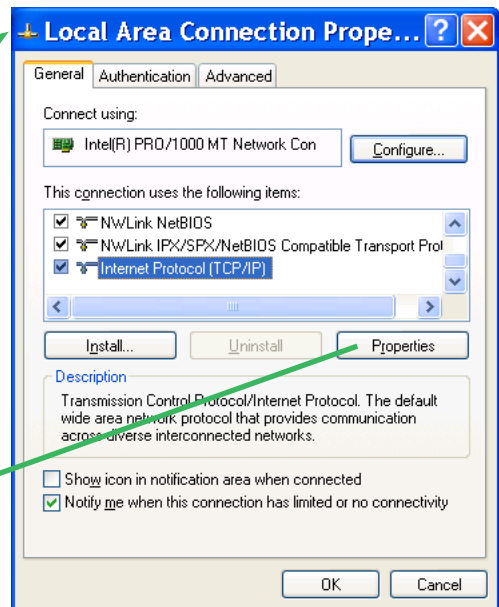 Local Area Connection Prope...
General Authentication Advanced
Connect using:
Intel(R) PRO/1000 MT Network Con Configure...
This connection uses the following items:
NWLink NetBIOS
NWLink IPX/SPX/NetBIOS Compatible Transport Prot
Internet Protocol (TCP/IP)
Install... Uninstall Properties
Description
Transmission Control Protocol/Internet Protocol. The default
wide area network protocol that provides communication
across diverse interconnected networks.
Show icon in notification area when connected
Notify me when this connection has limited or no connectivity
OK Cancel